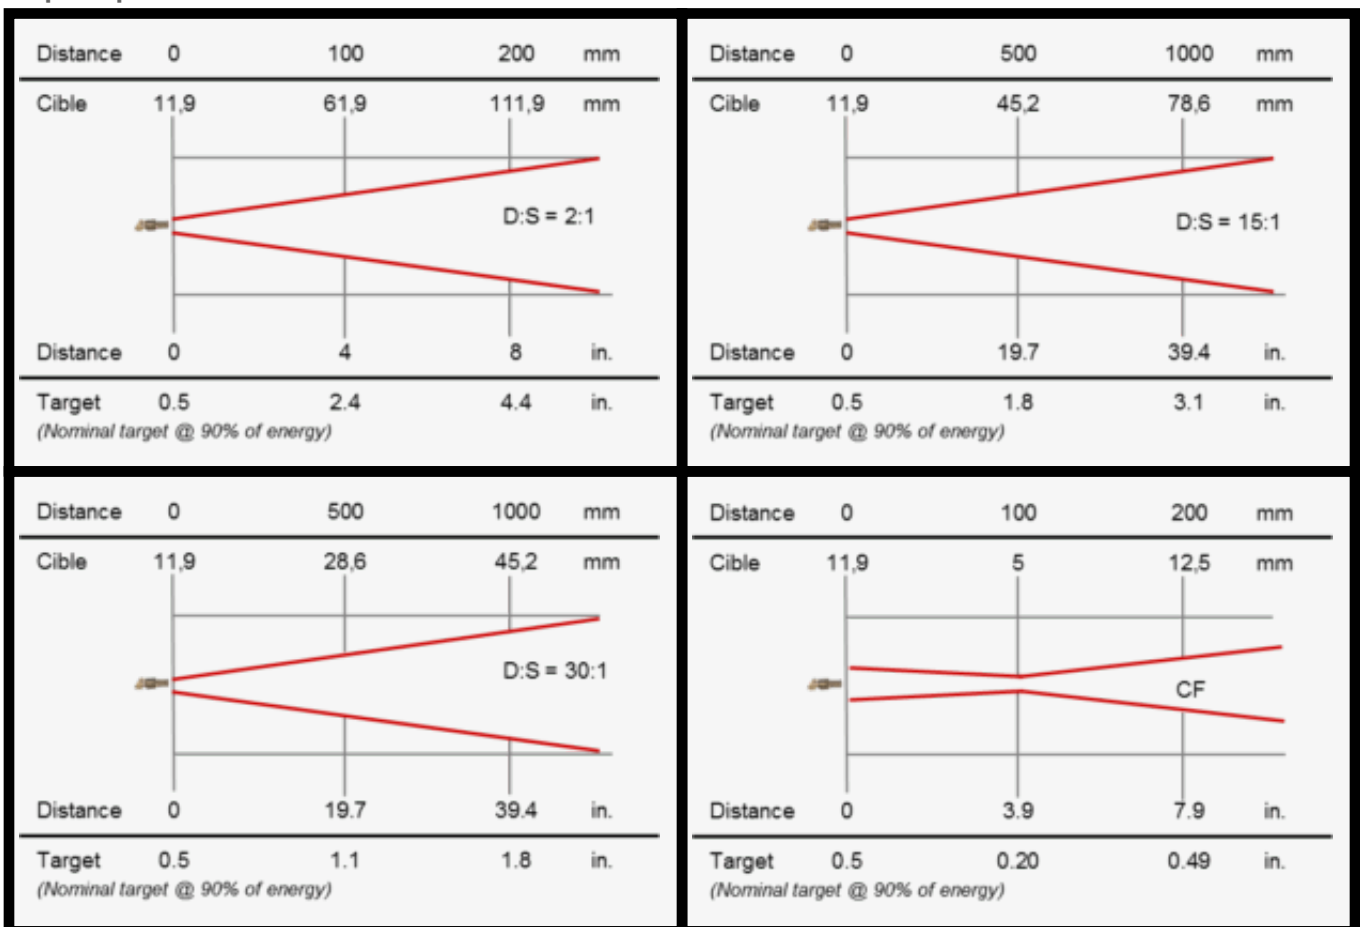 Distance 0 100 200 mm
Cible 11,9 61,9 111,9 mm
D:S = 2:1
Distance 0 4 8 in.
Target 0.5 2.4 4.4 in.
(Nominal target @ 90% of energy)
Distance 0 500 1000 mm
Cible 11,9 45,2 78,6 mm
D:S = 15:1
Distance 0 19.7 39.4 in.
Target 0.5 1.8 3.1 in.
(Nominal target @ 90% of energy)
Distance 0 500 1000 mm
Cible 11,9 28,6 45,2 mm
D:S = 30:1
Distance 0 19.7 39.4 in.
Target 0.5 1.1 1.8 in.
(Nominal target @ 90% of energy)
Distance 0 100 200 mm
Cible 11,9 5 12,5 mm
CF
Distance 0 3.9 7.9 in.
Target 0.5 0.20 0.49 in.
(Nominal target @ 90% of energy)